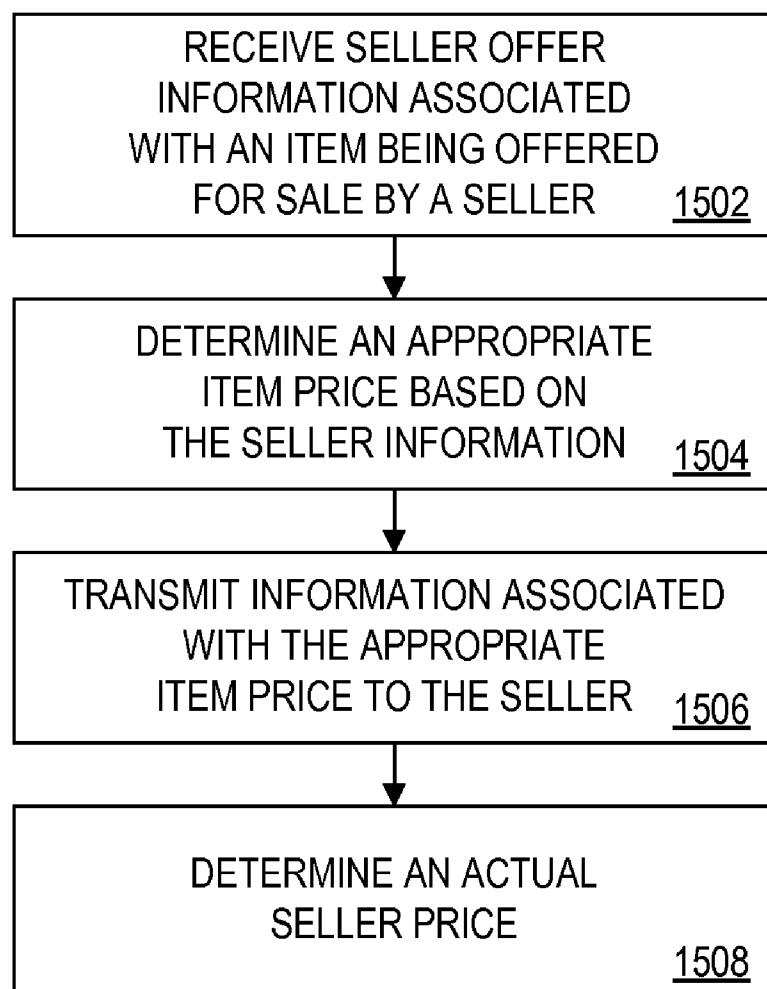 RECEIVE SELLER OFFER
INFORMATION ASSOCIATED
WITH AN ITEM BEING OFFERED
FOR SALE BY A SELLER
1502
DETERMINE AN APPROPRIATE
ITEM PRICE BASED ON
THE SELLER INFORMATION
1504
TRANSMIT INFORMATION ASSOCIATED
WITH THE APPROPRIATE
ITEM PRICE TO THE SELLER
1506
DETERMINE AN ACTUAL
SELLER PRICE
1508